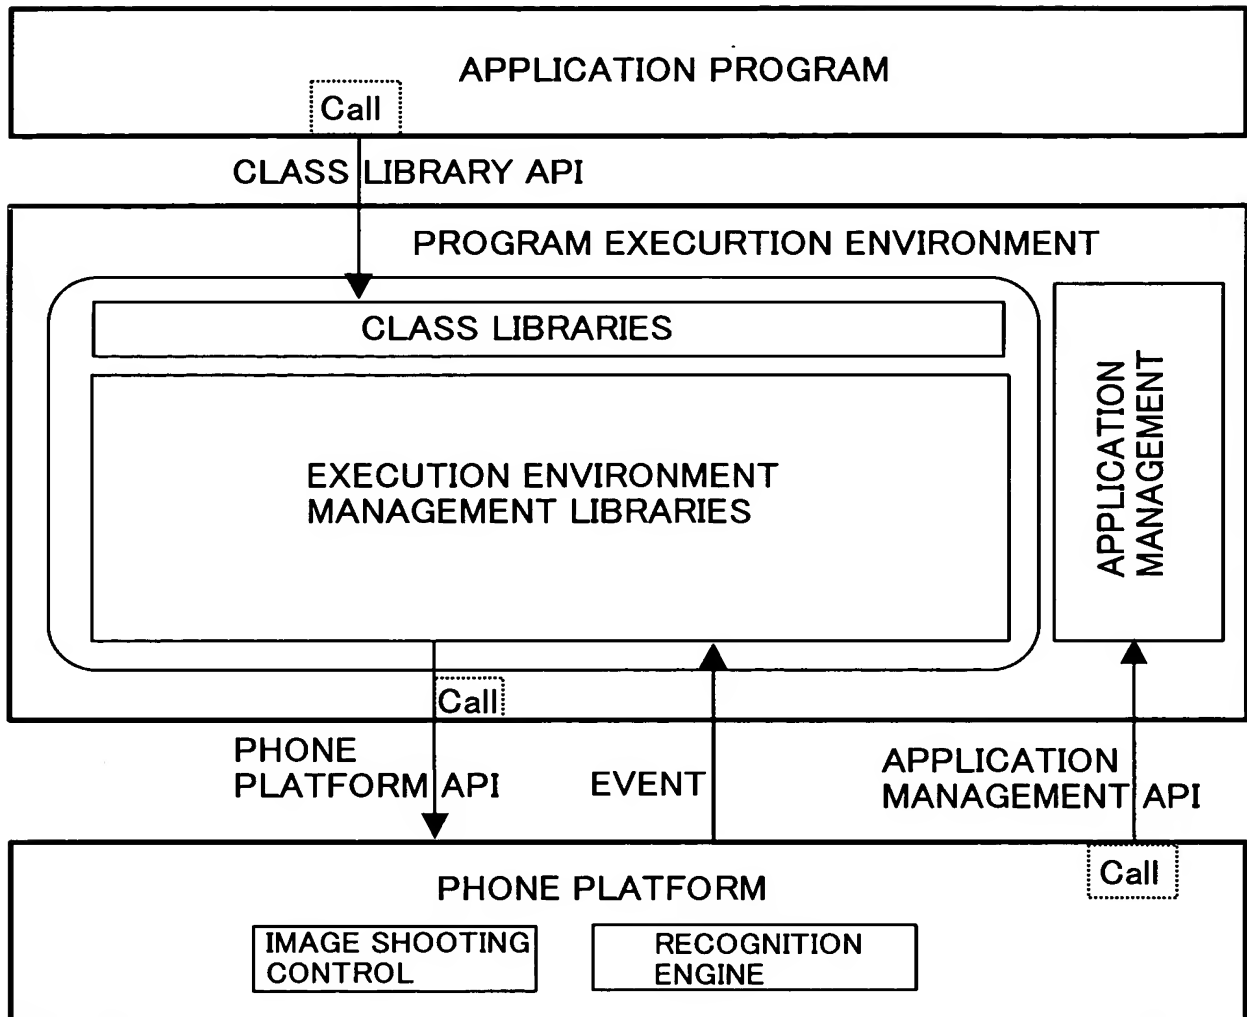 APPLICATION PROGRAM
Call
CLASS LIBRARY API
PROGRAM EXECURTION ENVIRONMENT
CLASS LIBRARIES
EXECUTION ENVIRONMENT
MANAGEMENT LIBRARIES
APPLICATION
MANAGEMENT
Call
PHONE
PLATFORM API
EVENT
APPLICATION
MANAGEMENT API
Call
PHONE PLATFORM
IMAGE SHOOTING
CONTROL
RECOGNITION
ENGINE